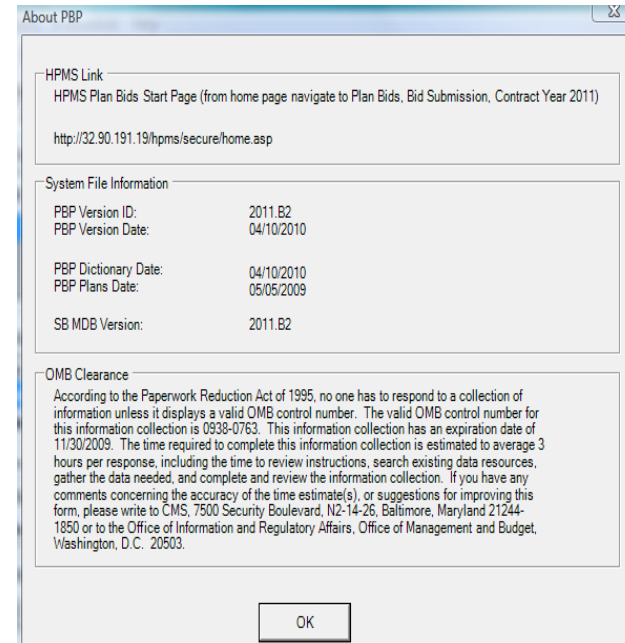 About PBP
HPMS Link
HPMS Plan Bids Start Page (from home page navigate to Plan Bids, Bid Submission, Contract Year 2011)
http://32.90.191.19/hpms/secure/home.asp
System File Information
PBP Version ID: 2011.B2
PBP Version Date: 04/10/2010
PBP Dictionary Date: 04/10/2010
PBP Plans Date: 05/05/2009
SB MDB Version: 2011.B2
OMB Clearance
According to the Paperwork Reduction Act of 1995, no one has to respond to a collection of
information unless it displays a valid OMB control number. The valid OMB control number for
this information collection is 0938-0763. This information collection has an expiration date of
11/30/2009. The time required to complete this information collection is estimated to average 3
hours per response, including the time to review instructions, search existing data resources,
gather the data needed, and complete and review the information collection. If you have any
comments concerning the accuracy of the time estimate(s), or suggestions for improving this
form, please write to CMS, 7500 Security Boulevard, N2-14-26, Baltimore, Maryland 21244-
1850 or to the Office of Information and Regulatory Affairs, Office of Management and Budget,
Washington, D.C. 20503.
OK